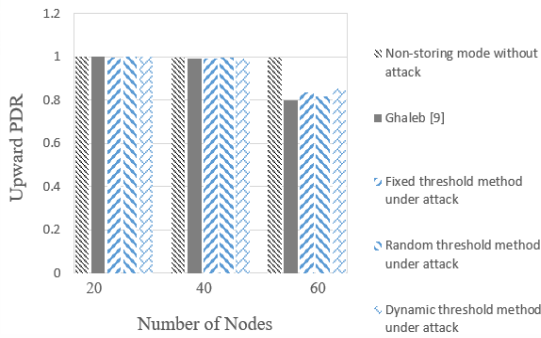 1.2
1
0.8
0.6
0.4
0.2
0
Upward PDR
20
40
60
Number of Nodes
Non-storing mode without
attack
Ghaleb [9]
Fixed threshold method
under attack
Random threshold method
under attack
Dynamic threshold method
under attack